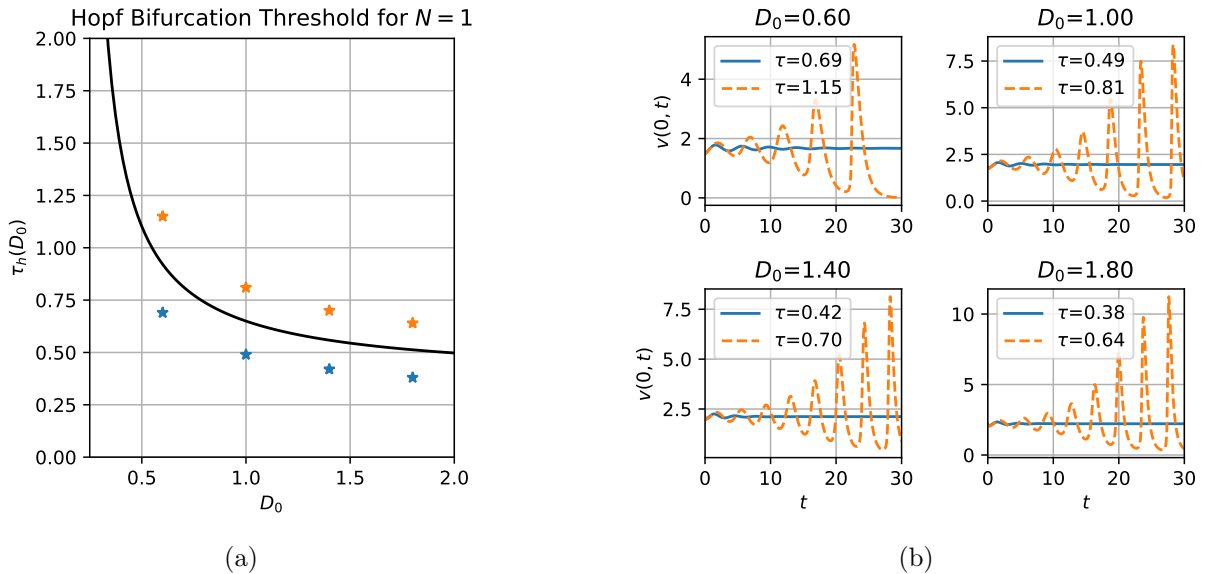 Hopf Bifurcation Threshold for N = 1
2.00
1.75
1.50
1.25
1.00
0.75
0.50
0.25
0.00
τ_h(D_0)
0.5
1.0
1.5
2.0
D_0
(a)
D_0=0.60
τ=0.69
τ=1.15
4
2
0
v(0, t)
0
10
20
30
D_0=1.00
τ=0.49
τ=0.81
7.5
5.0
2.5
0.0
0
10
20
30
D_0=1.40
τ=0.42
τ=0.70
7.5
5.0
2.5
v(0, t)
0
10
20
30
t
D_0=1.80
τ=0.38
τ=0.64
10
5
0
0
10
20
30
t
(b)